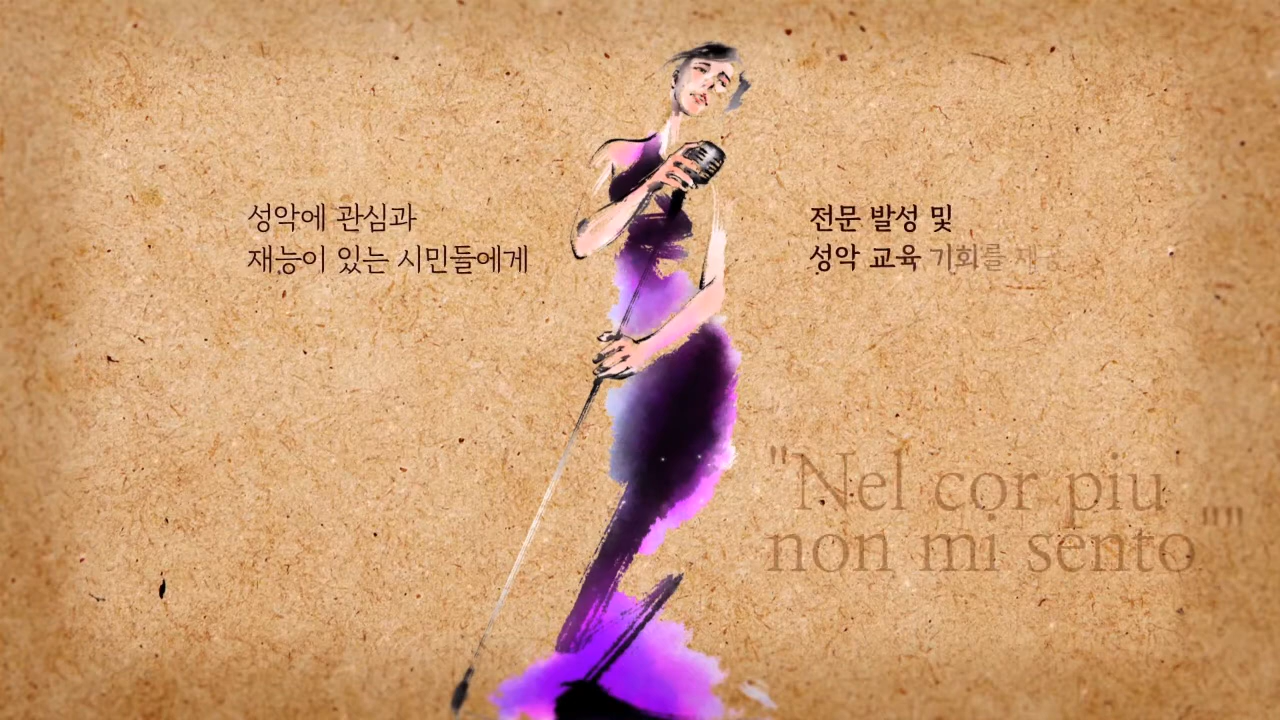 성악에 관심과
재능이 있는 시민들에게
전문 발성 및
성악 교육 기회를
"Nel cor piu
non mi sento """